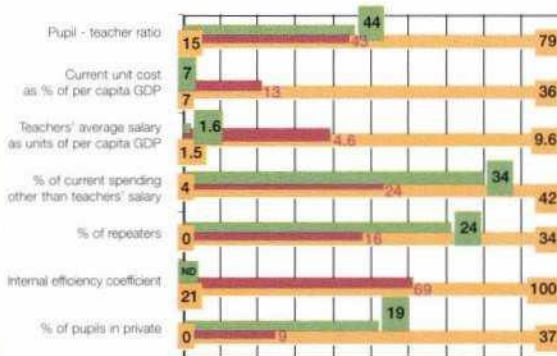 44
Pupil - teacher ratio
15 43 79
7
Current unit cost
as % of per capita GDP
7 13 36
Teachers' average salary
as units of per capita GDP
1.6
1.5 4.6 9.6
% of current spending
other than teachers' salary
34
4 24 42
% of repeaters
24
0 16 34
ND
Internal efficiency coefficient
21 69 100
19
% of pupils in private
0 9 37